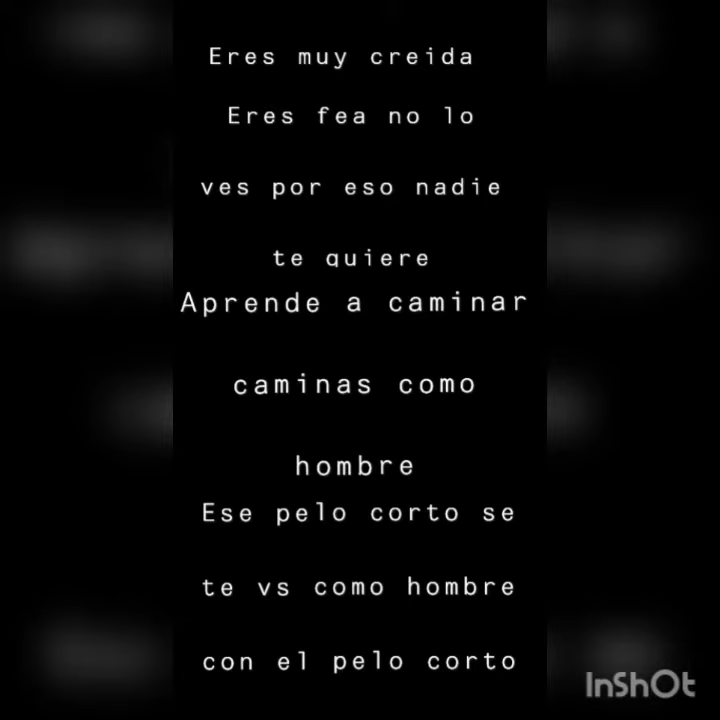 Eres muy creida
Eres fea no lo
ves por eso nadie
te quiere
Aprende a caminar
caminas como
hombre
Ese pelo corto se
te vs como hombre
con el pelo corto
InShOt